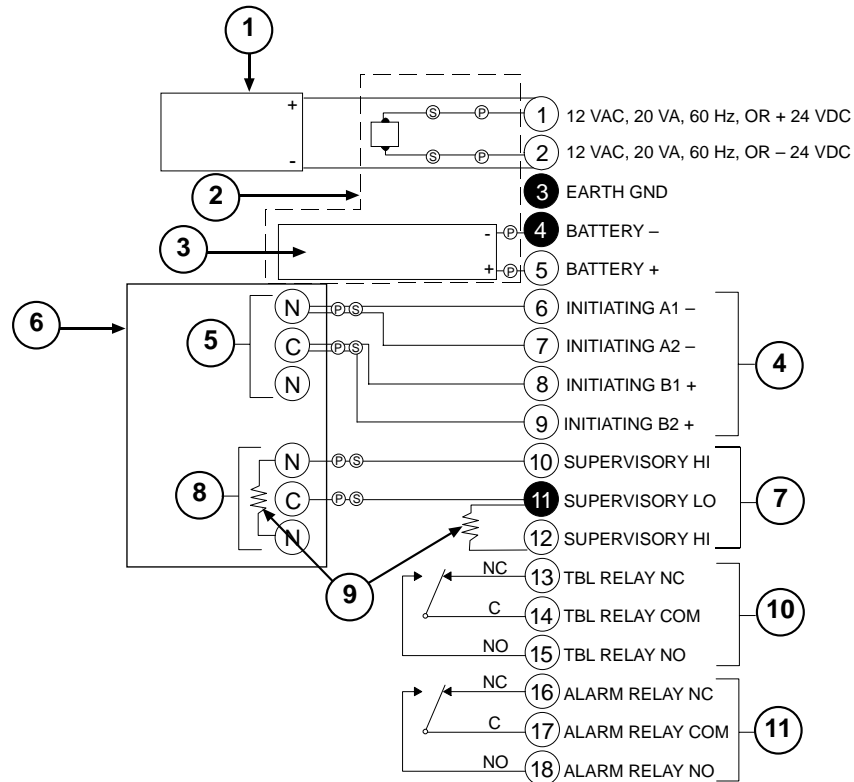 1
+
-
S P
1 12 VAC, 20 VA, 60 Hz, OR + 24 VDC
S P
2 12 VAC, 20 VA, 60 Hz, OR – 24 VDC
2
3 EARTH GND
3
- P 4 BATTERY –
+ P 5 BATTERY +
6
5
N P S 6 INITIATING A1 –
C P S 7 INITIATING A2 –
N 8 INITIATING B1 +
9 INITIATING B2 +
4
8
N P S 10 SUPERVISORY HI
C P S 11 SUPERVISORY LO
N 12 SUPERVISORY HI
7
9
NC 13 TBL RELAY NC
C 14 TBL RELAY COM
NO 15 TBL RELAY NO
10
NC 16 ALARM RELAY NC
C 17 ALARM RELAY COM
NO 18 ALARM RELAY NO
11